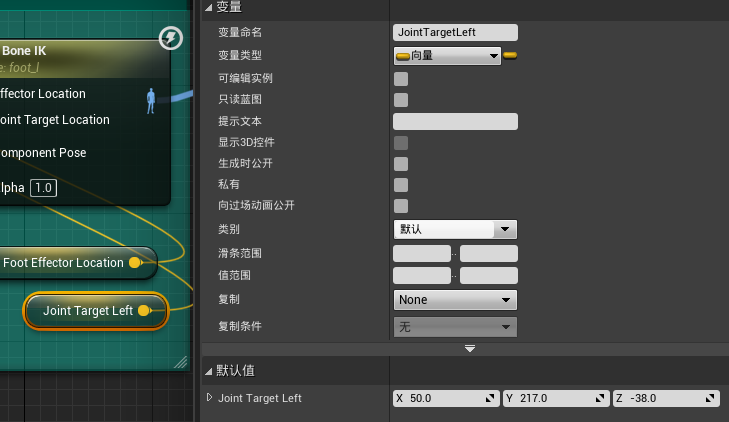 Bone IK
e: foot_l
ffector Location
oint Target Location
omponent Pose
lpha 1.0
Foot Effector Location
Joint Target Left
变量
变量命名 JointTargetLeft
变量类型 向量
可编辑实例
只读蓝图
提示文本
显示3D控件
生成时公开
私有
向过场动画公开
类别 默认
滑条范围 ..
值范围 ..
复制 None
复制条件 无
默认值
Joint Target Left X 50.0 Y 217.0 Z -38.0